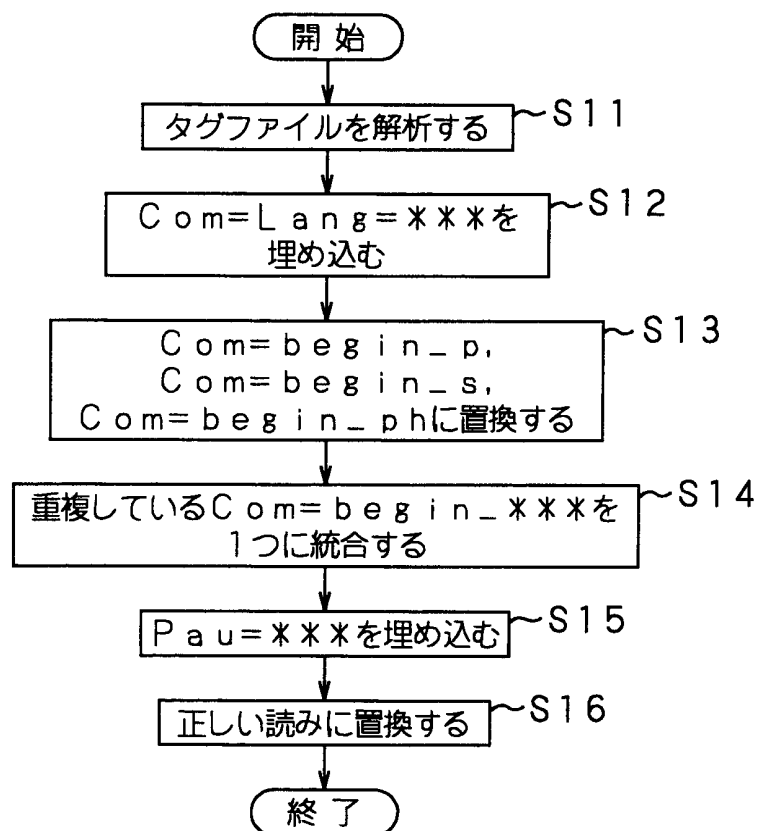 開始
タグファイルを解析する S11
Com=Lang=***を S12
埋め込む
Com=begin_p, S13
Com=begin_s,
Com=begin_phに置換する
重複しているCom=begin_***を S14
1つに統合する
Pau=***を埋め込む S15
正しい読みに置換する S16
終了